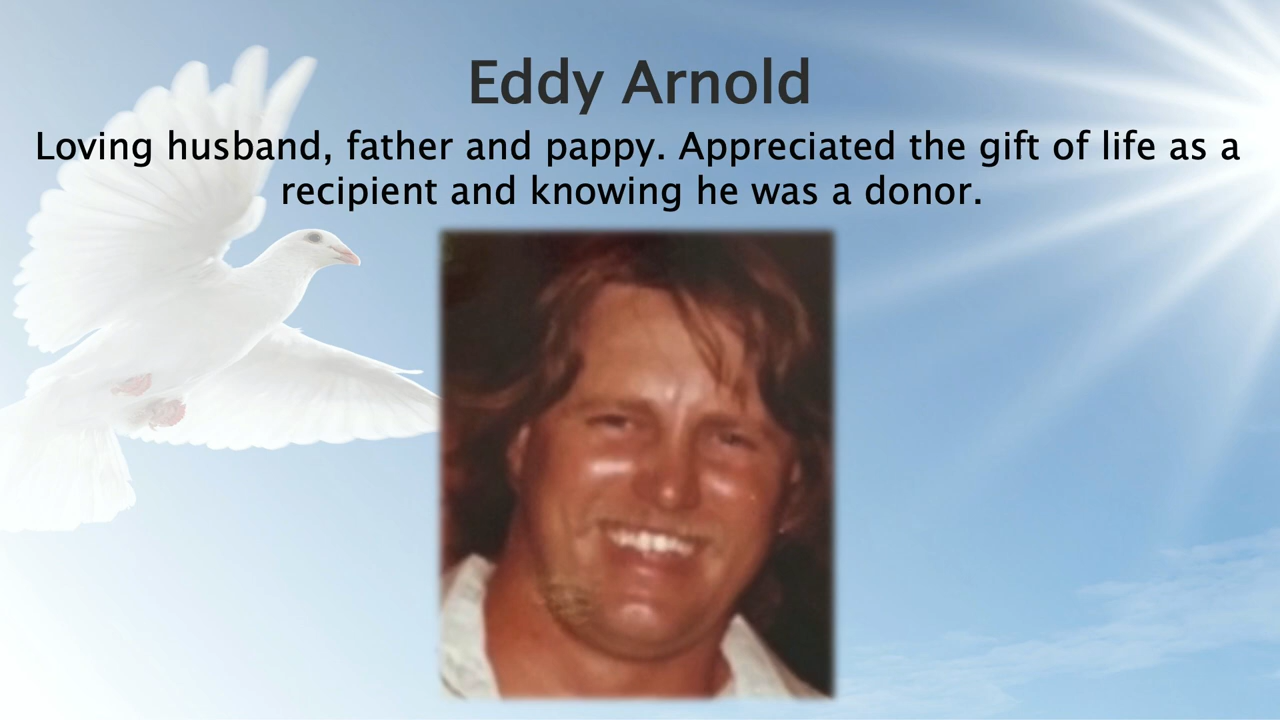 Eddy Arnold
Loving husband, father and pappy. Appreciated the gift of life as a
recipient and knowing he was a donor.